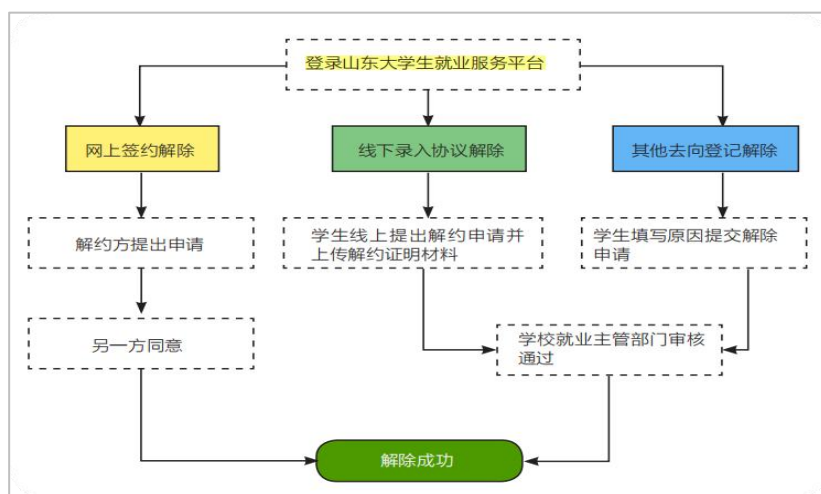 登录山东大学生就业服务平台
网上签约解除
线下录入协议解除
其他去向登记解除
解约方提出申请
学生线上提出解约申请并
上传解约证明材料
学生填写原因提交解除
申请
另一方同意
学校就业主管部门审核
通过
解除成功